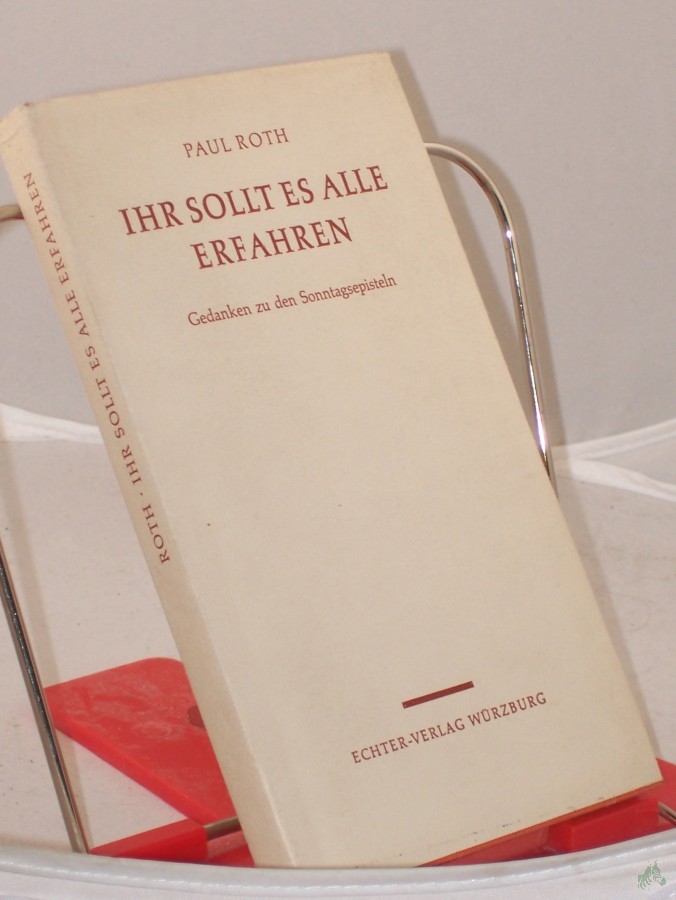 PAUL ROTH
IHR SOLLT ES ALLE
ERFAHREN
Gedanken zu den Sonntagsepisteln
ECHTER-VERLAG WÜRZBURG
ROTH · IHR SOLLT ES ALLE ERFAHREN